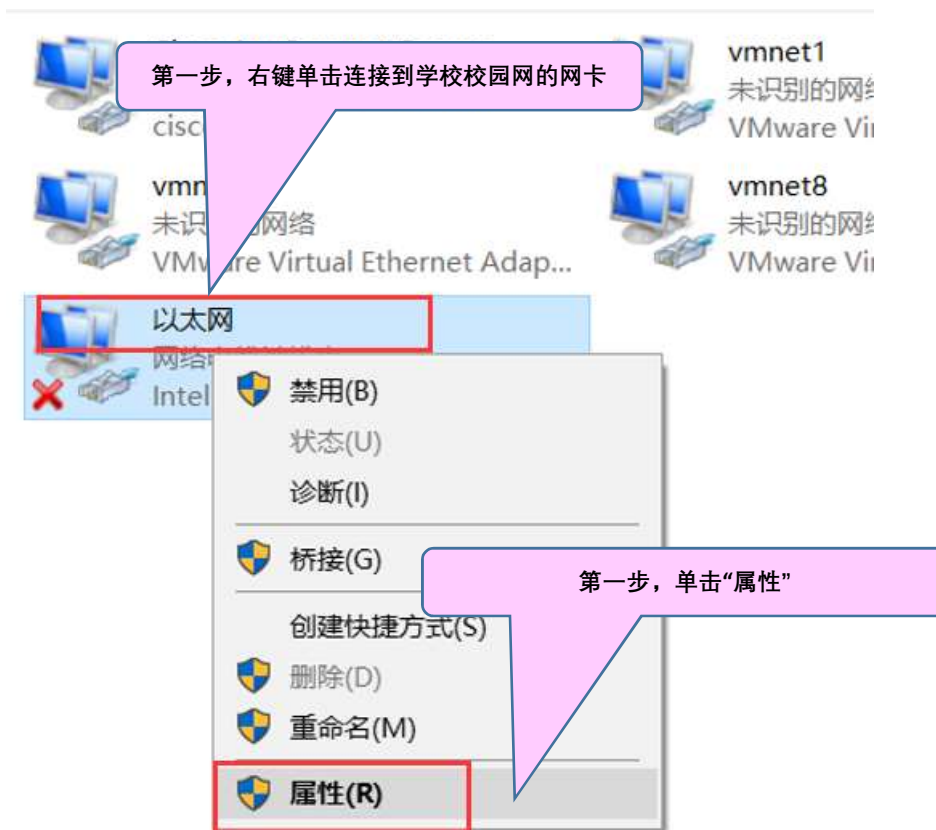 第一步，右键单击连接到学校校园网的网卡
cisc
vmnet1
未识别的网
VMware Vi
vmn
未识 网络
VMware Virtual Ethernet Adap...
vmnet8
未识别的网
VMware Vi
以太网
网络
Intel
禁用(B)
状态(U)
诊断(I)
桥接(G)
第一步，单击“属性”
创建快捷方式(S)
删除(D)
重命名(M)
属性(R)